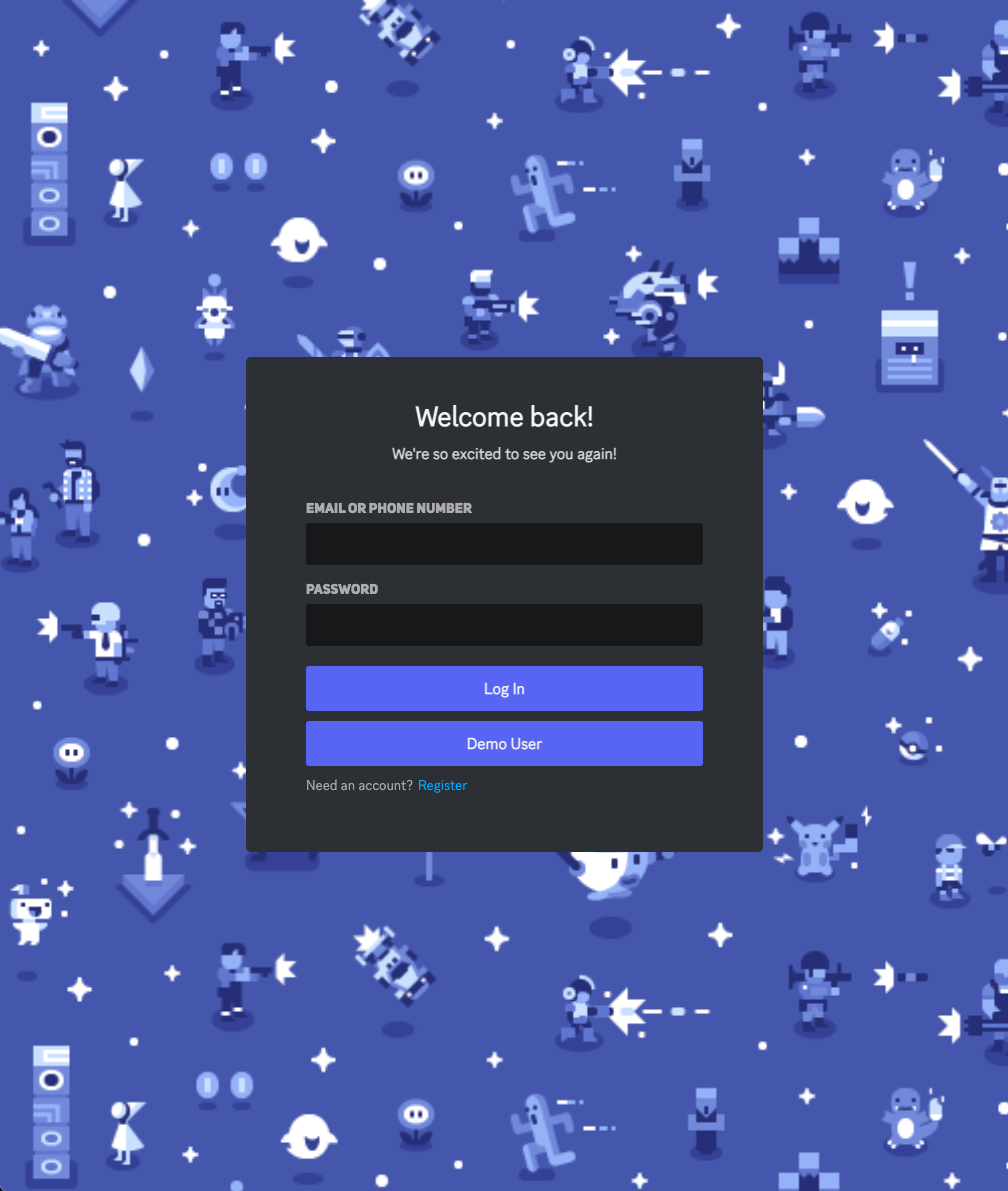 Welcome back!
We're so excited to see you again!
EMAIL OR PHONE NUMBER
PASSWORD
Log In
Demo User
Need an account? Register